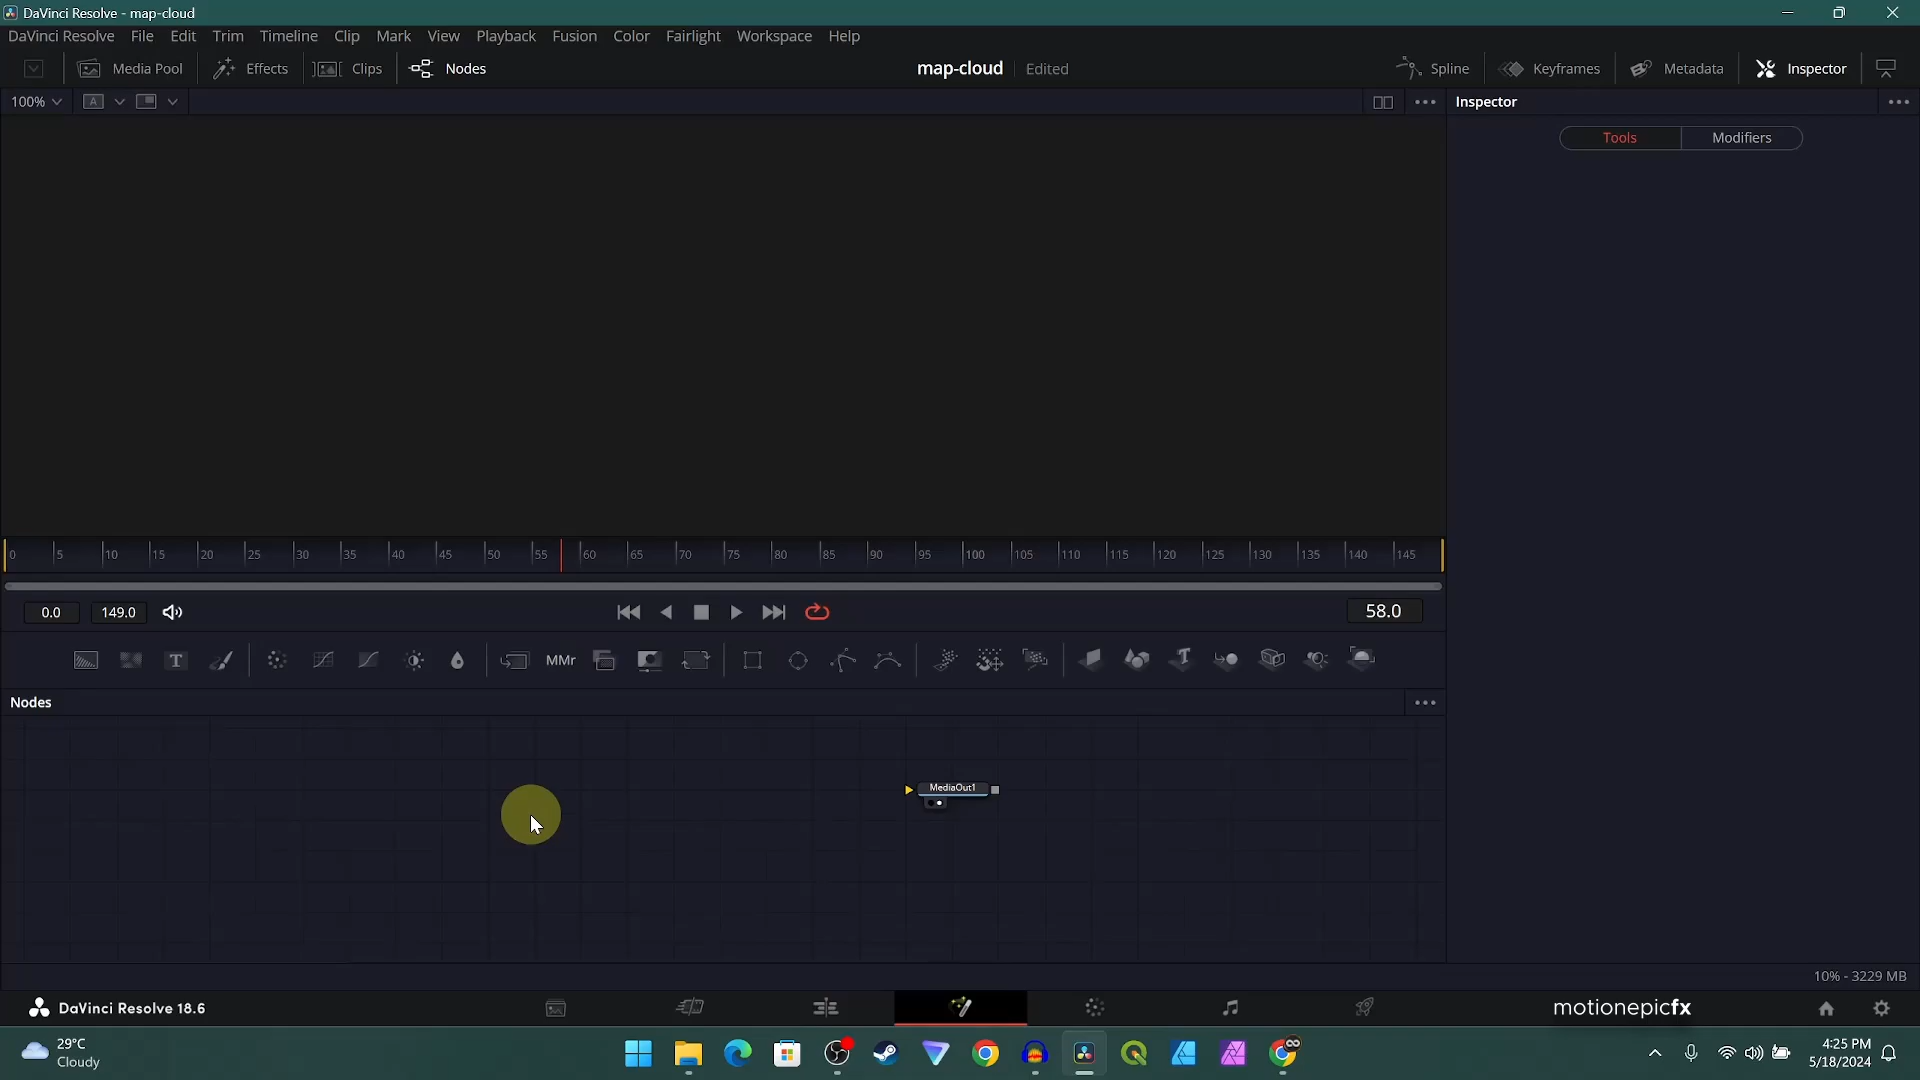 DaVinci Resolve - map-cloud
DaVinci Resolve File Edit Trim Timeline Clip Mark View Playback Fusion Color Fairlight Workspace Help
Media Pool Effects Clips Nodes map-cloud Edited Spline Keyframes Metadata Inspector
100% A Inspector
Tools Modifiers
0 5 10 15 20 25 30 35 40 45 50 55 60 65 70 75 80 85 90 95 100 105 110 115 120 125 130 135 140 145
0.0 149.0 58.0
T MMr
Nodes
MediaOut1
10% - 3229 MB
DaVinci Resolve 18.6 motionepicfx
29°C
Cloudy
4:25 PM
5/18/2024